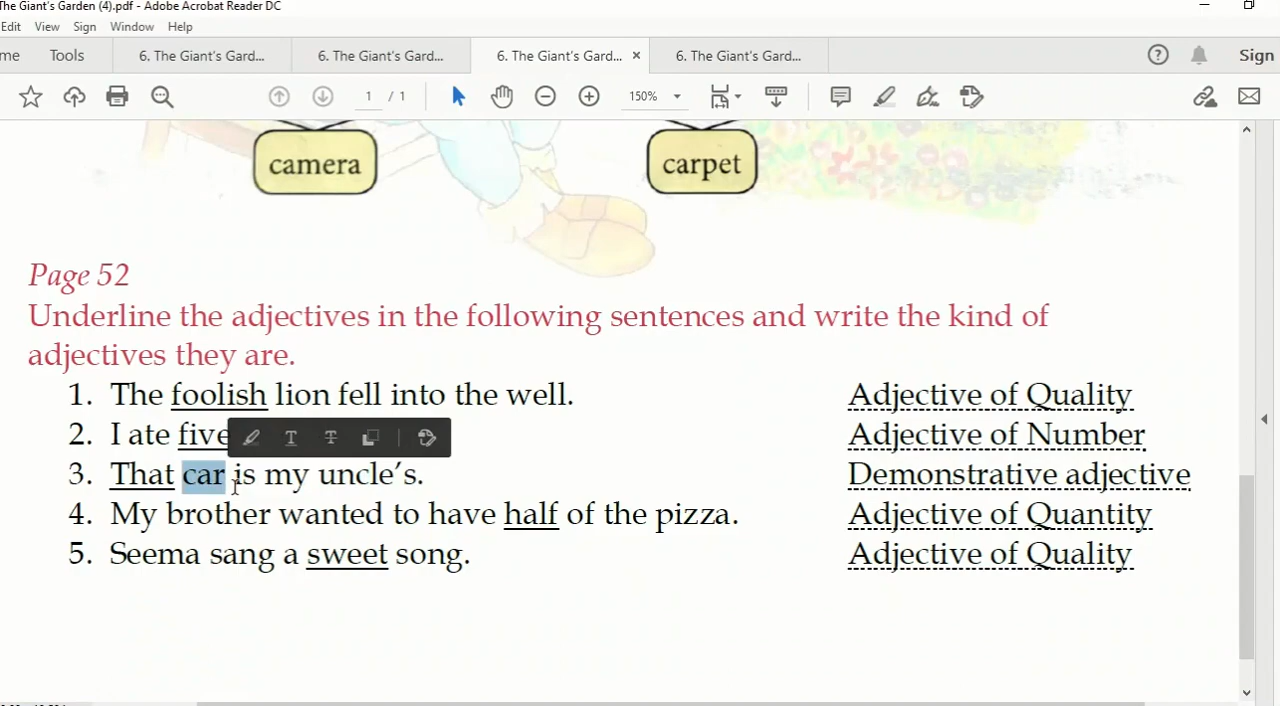 The Giant's Garden (4).pdf - Adobe Acrobat Reader DC
Edit View Sign Window Help
me Tools 6. The Giant's Gard... 6. The Giant's Gard... 6. The Giant's Gard... × 6. The Giant's Gard... Sign
1 / 1 150%
camera carpet
Page 52
Underline the adjectives in the following sentences and write the kind of
adjectives they are.
1. The foolish lion fell into the well. Adjective of Quality
2. I ate five Adjective of Number
3. That car is my uncle's. Demonstrative adjective
4. My brother wanted to have half of the pizza. Adjective of Quantity
5. Seema sang a sweet song. Adjective of Quality